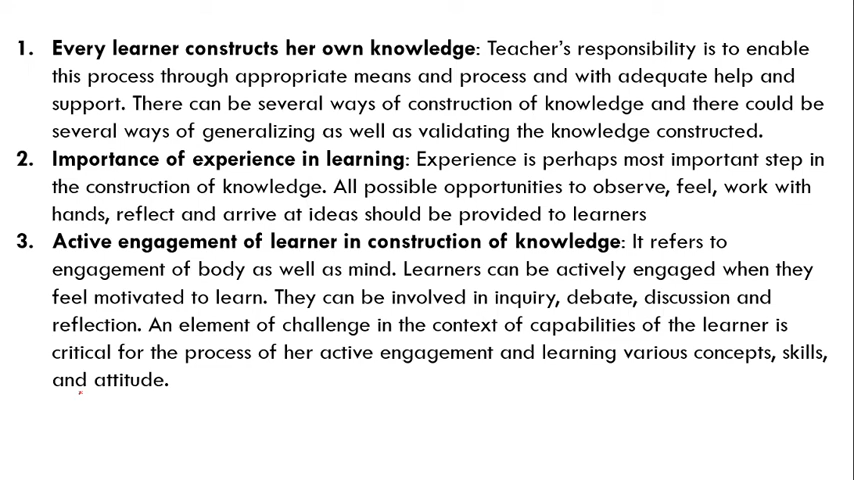 1. Every learner constructs her own knowledge: Teacher's responsibility is to enable
this process through appropriate means and process and with adequate help and
support. There can be several ways of construction of knowledge and there could be
several ways of generalizing as well as validating the knowledge constructed.
2. Importance of experience in learning: Experience is perhaps most important step in
the construction of knowledge. All possible opportunities to observe, feel, work with
hands, reflect and arrive at ideas should be provided to learners
3. Active engagement of learner in construction of knowledge: It refers to
engagement of body as well as mind. Learners can be actively engaged when they
feel motivated to learn. They can be involved in inquiry, debate, discussion and
reflection. An element of challenge in the context of capabilities of the learner is
critical for the process of her active engagement and learning various concepts, skills,
and attitude.